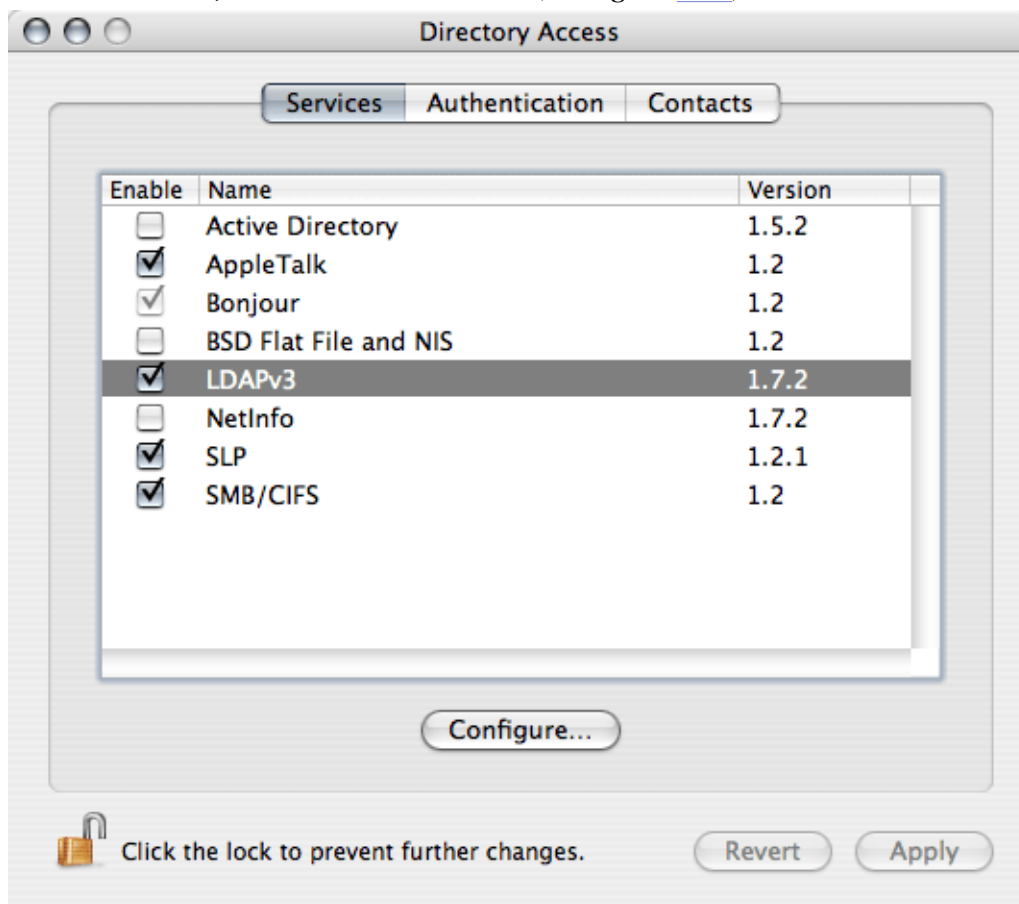 Directory Access
Services Authentication Contacts
Enable Name Version
Active Directory 1.5.2
AppleTalk 1.2
Bonjour 1.2
BSD Flat File and NIS 1.2
LDAPv3 1.7.2
NetInfo 1.7.2
SLP 1.2.1
SMB/CIFS 1.2
Configure...
Click the lock to prevent further changes. Revert Apply